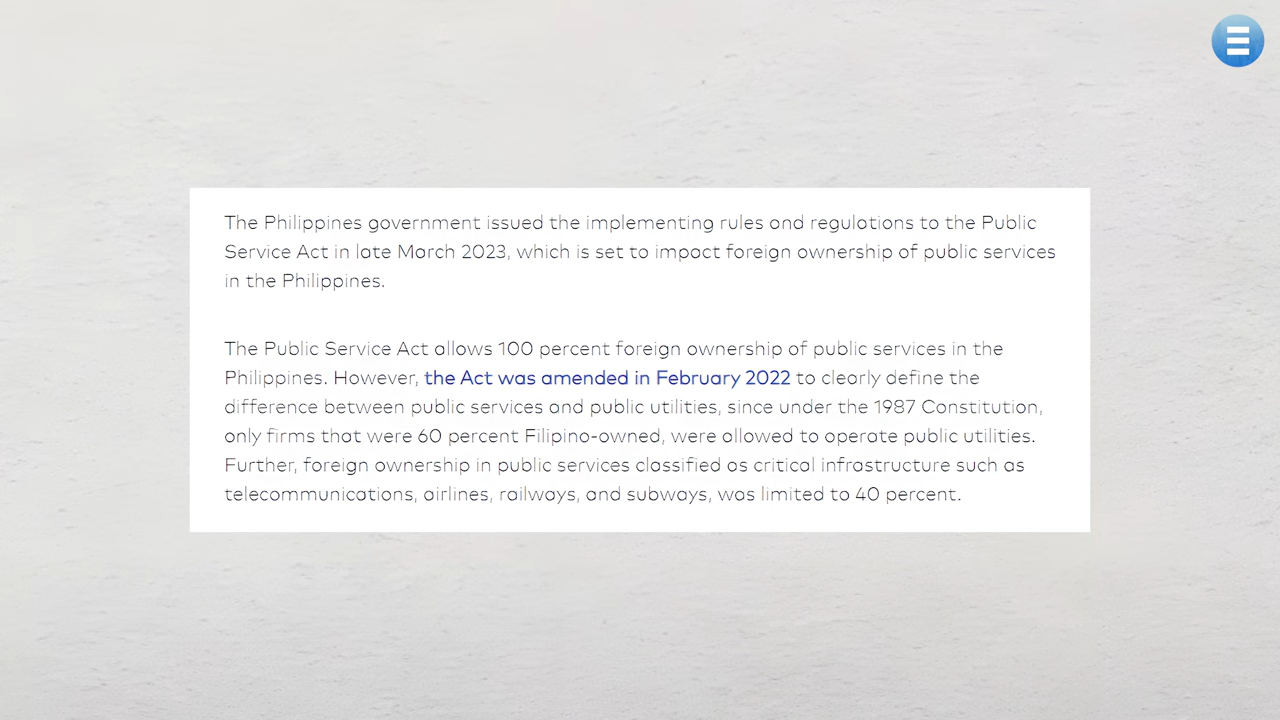 The Philippines government issued the implementing rules and regulations to the Public
Service Act in late March 2023, which is set to impact foreign ownership of public services
in the Philippines.
The Public Service Act allows 100 percent foreign ownership of public services in the
Philippines. However, the Act was amended in February 2022 to clearly define the
difference between public services and public utilities, since under the 1987 Constitution,
only firms that were 60 percent Filipino-owned, were allowed to operate public utilities.
Further, foreign ownership in public services classified as critical infrastructure such as
telecommunications, airlines, railways, and subways, was limited to 40 percent.